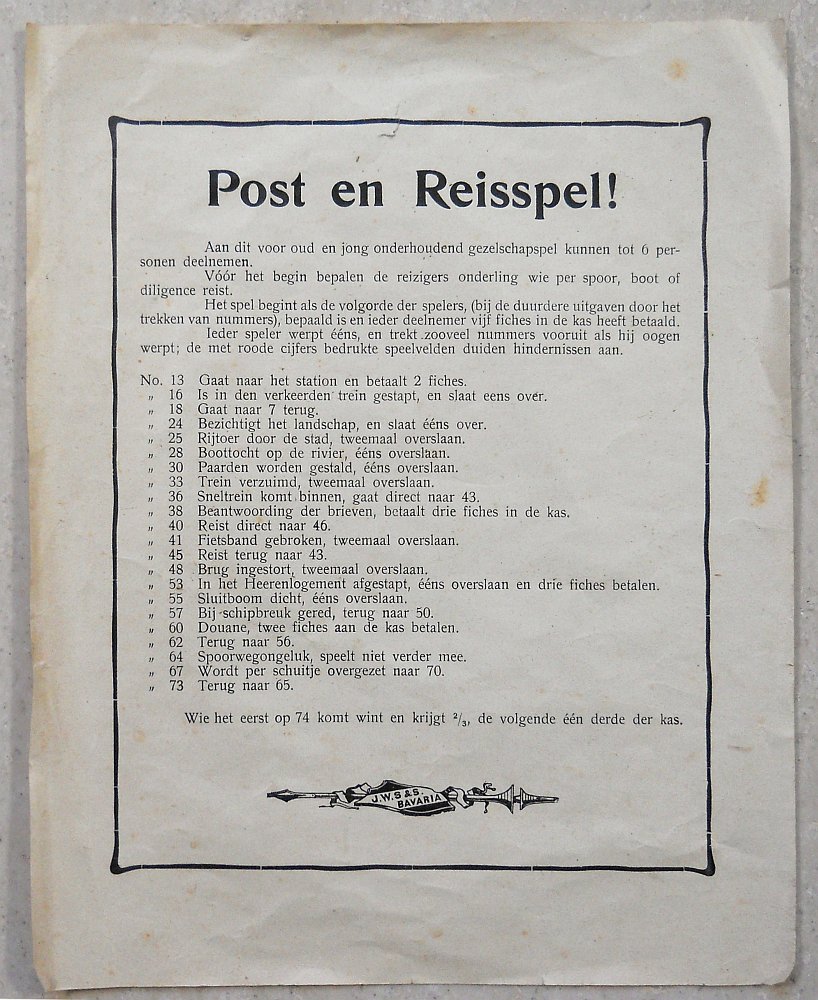 Post en Reisspel!
Aan dit voor oud en jong onderhoudend gezelschapspel kunnen tot 6 per-
sonen deelnemen.
Vóór het begin bepalen de reizigers onderling wie per spoor, boot of
diligence reist.
Het spel begint als de volgorde der spelers, (bij de duurdere uitgaven door het
trekken van nummers), bepaald is en ieder deelnemer vijf fiches in de kas heeft betaald.
Ieder speler werpt ééns, en trekt zooveel nummers vooruit als hij oogen
werpt; de met roode cijfers bedrukte speelvelden duiden hindernissen aan.
No. 13 Gaat naar het station en betaalt 2 fiches.
„ 16 Is in den verkeerden trein gestapt, en slaat eens over.
„ 18 Gaat naar 7 terug.
„ 24 Bezichtigt het landschap, en slaat ééns over.
„ 25 Rijtoer door de stad, tweemaal overslaan.
„ 28 Boottocht op de rivier, ééns overslaan.
„ 30 Paarden worden gestald, ééns overslaan.
„ 33 Trein verzuimd, tweemaal overslaan.
„ 36 Sneltrein komt binnen, gaat direct naar 43.
„ 38 Beantwoording der brieven, betaalt drie fiches in de kas.
„ 40 Reist direct naar 46.
„ 41 Fietsband gebroken, tweemaal overslaan.
„ 45 Reist terug naar 43.
„ 48 Brug ingestort, tweemaal overslaan.
„ 53 In het Heerenlogement afgestapt, ééns overslaan en drie fiches betalen.
„ 55 Sluitboom dicht, ééns overslaan.
„ 57 Bij schipbreuk gered, terug naar 50.
„ 60 Douane, twee fiches aan de kas betalen.
„ 62 Terug naar 56.
„ 64 Spoorwegongeluk, speelt niet verder mee.
„ 67 Wordt per schuitje overgezet naar 70.
„ 73 Terug naar 65.
Wie het eerst op 74 komt wint en krijgt ²/₃, de volgende één derde der kas.
J.W.S & S.
BAVARIA